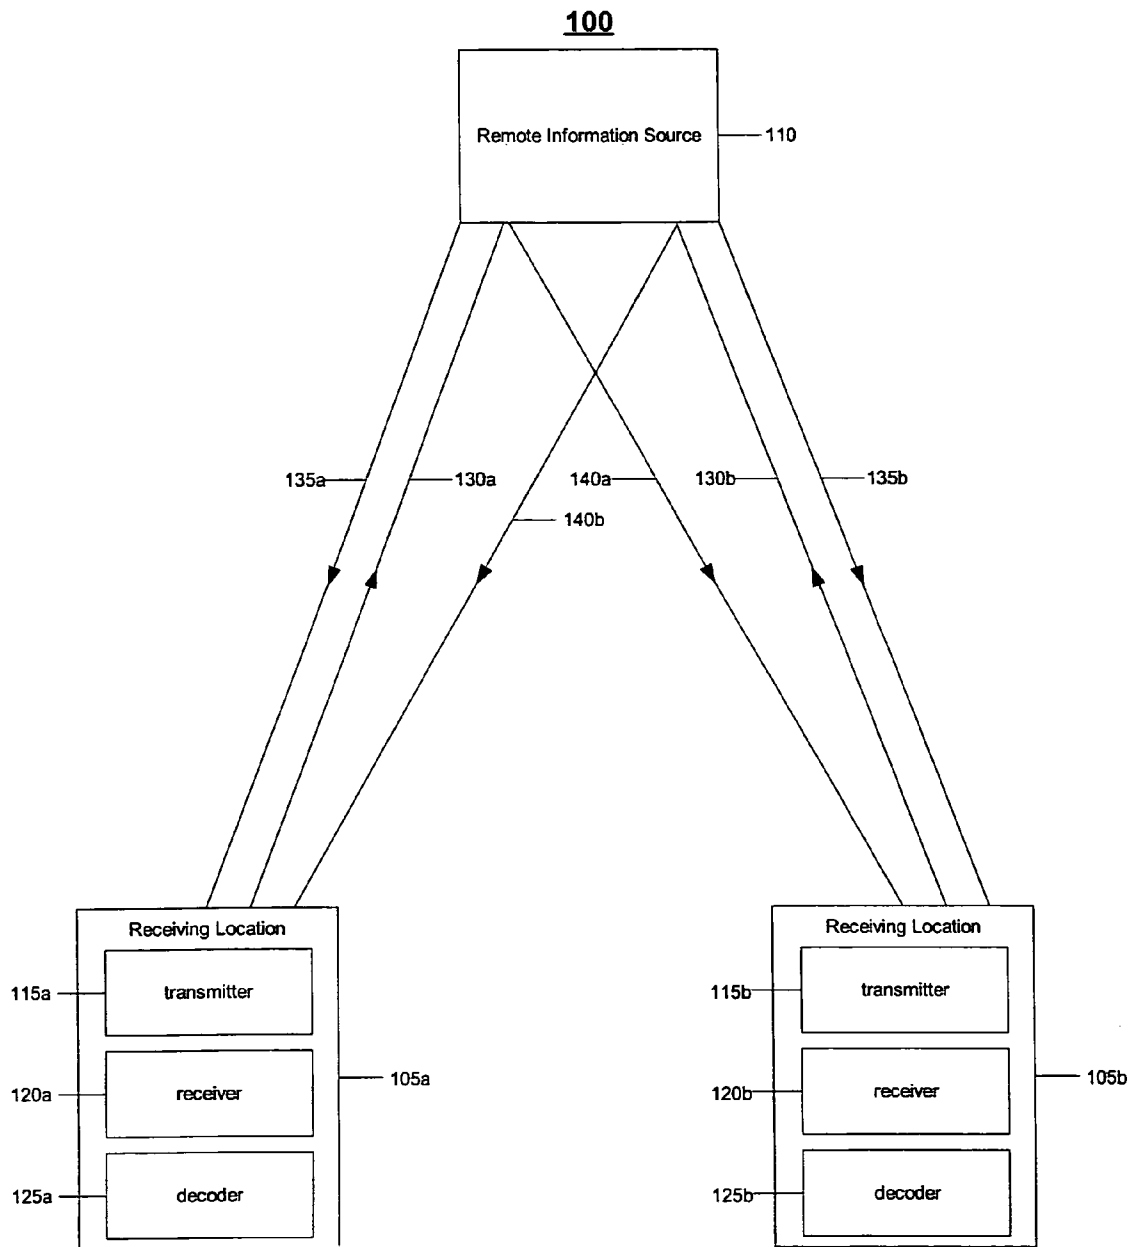 100
Remote Information Source
110
135a
130a
140a
130b
135b
140b
Receiving Location
transmitter
receiver
decoder
115a
120a
125a
105a
Receiving Location
transmitter
receiver
decoder
115b
120b
125b
105b